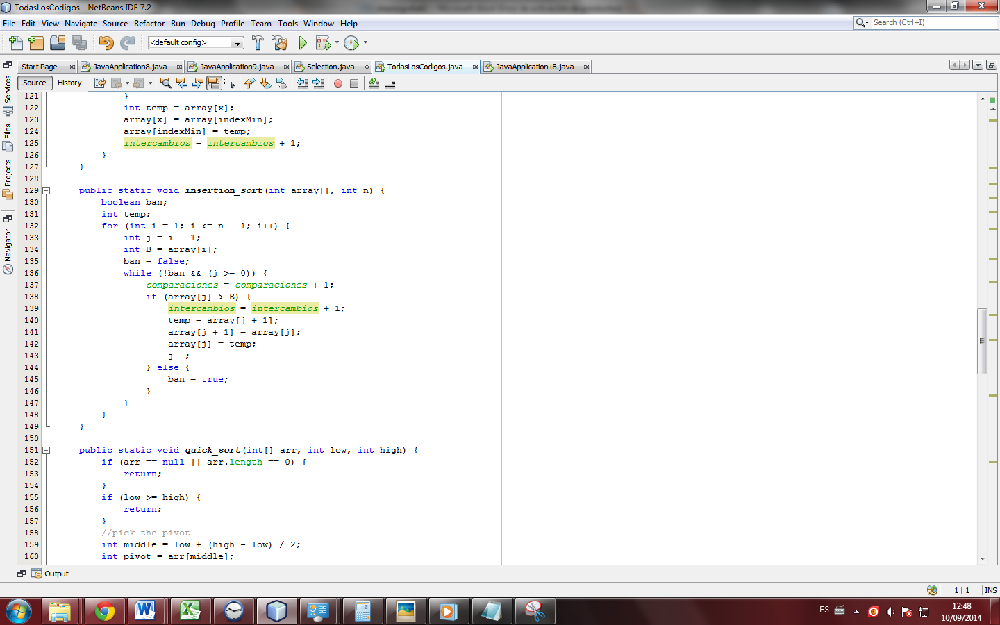 TodasLosCodigos - NetBeans IDE 7.2
File Edit View Navigate Source Refactor Run Debug Profile Team Tools Window Help
Search (Ctrl+I)
<default config>
Start Page JavaApplication8.java JavaApplication9.java Selection.java TodasLosCodigos.java JavaApplication18.java
Source History
Services
Files
Projects
Navigator
121 }
122 int temp = array[x];
123 array[x] = array[indexMin];
124 array[indexMin] = temp;
125 intercambios = intercambios + 1;
126 }
127 }
128
129 public static void insertion_sort(int array[], int n) {
130 boolean ban;
131 int temp;
132 for (int i = 1; i <= n - 1; i++) {
133 int j = i - 1;
134 int B = array[i];
135 ban = false;
136 while (!ban && (j >= 0)) {
137 comparaciones = comparaciones + 1;
138 if (array[j] > B) {
139 intercambios = intercambios + 1;
140 temp = array[j + 1];
141 array[j + 1] = array[j];
142 array[j] = temp;
143 j--;
144 } else {
145 ban = true;
146 }
147 }
148 }
149 }
150
151 public static void quick_sort(int[] arr, int low, int high) {
152 if (arr == null || arr.length == 0) {
153 return;
154 }
155 if (low >= high) {
156 return;
157 }
158 //pick the pivot
159 int middle = low + (high - low) / 2;
160 int pivot = arr[middle];
Output
1 | 1 INS
ES
12:48
10/09/2014